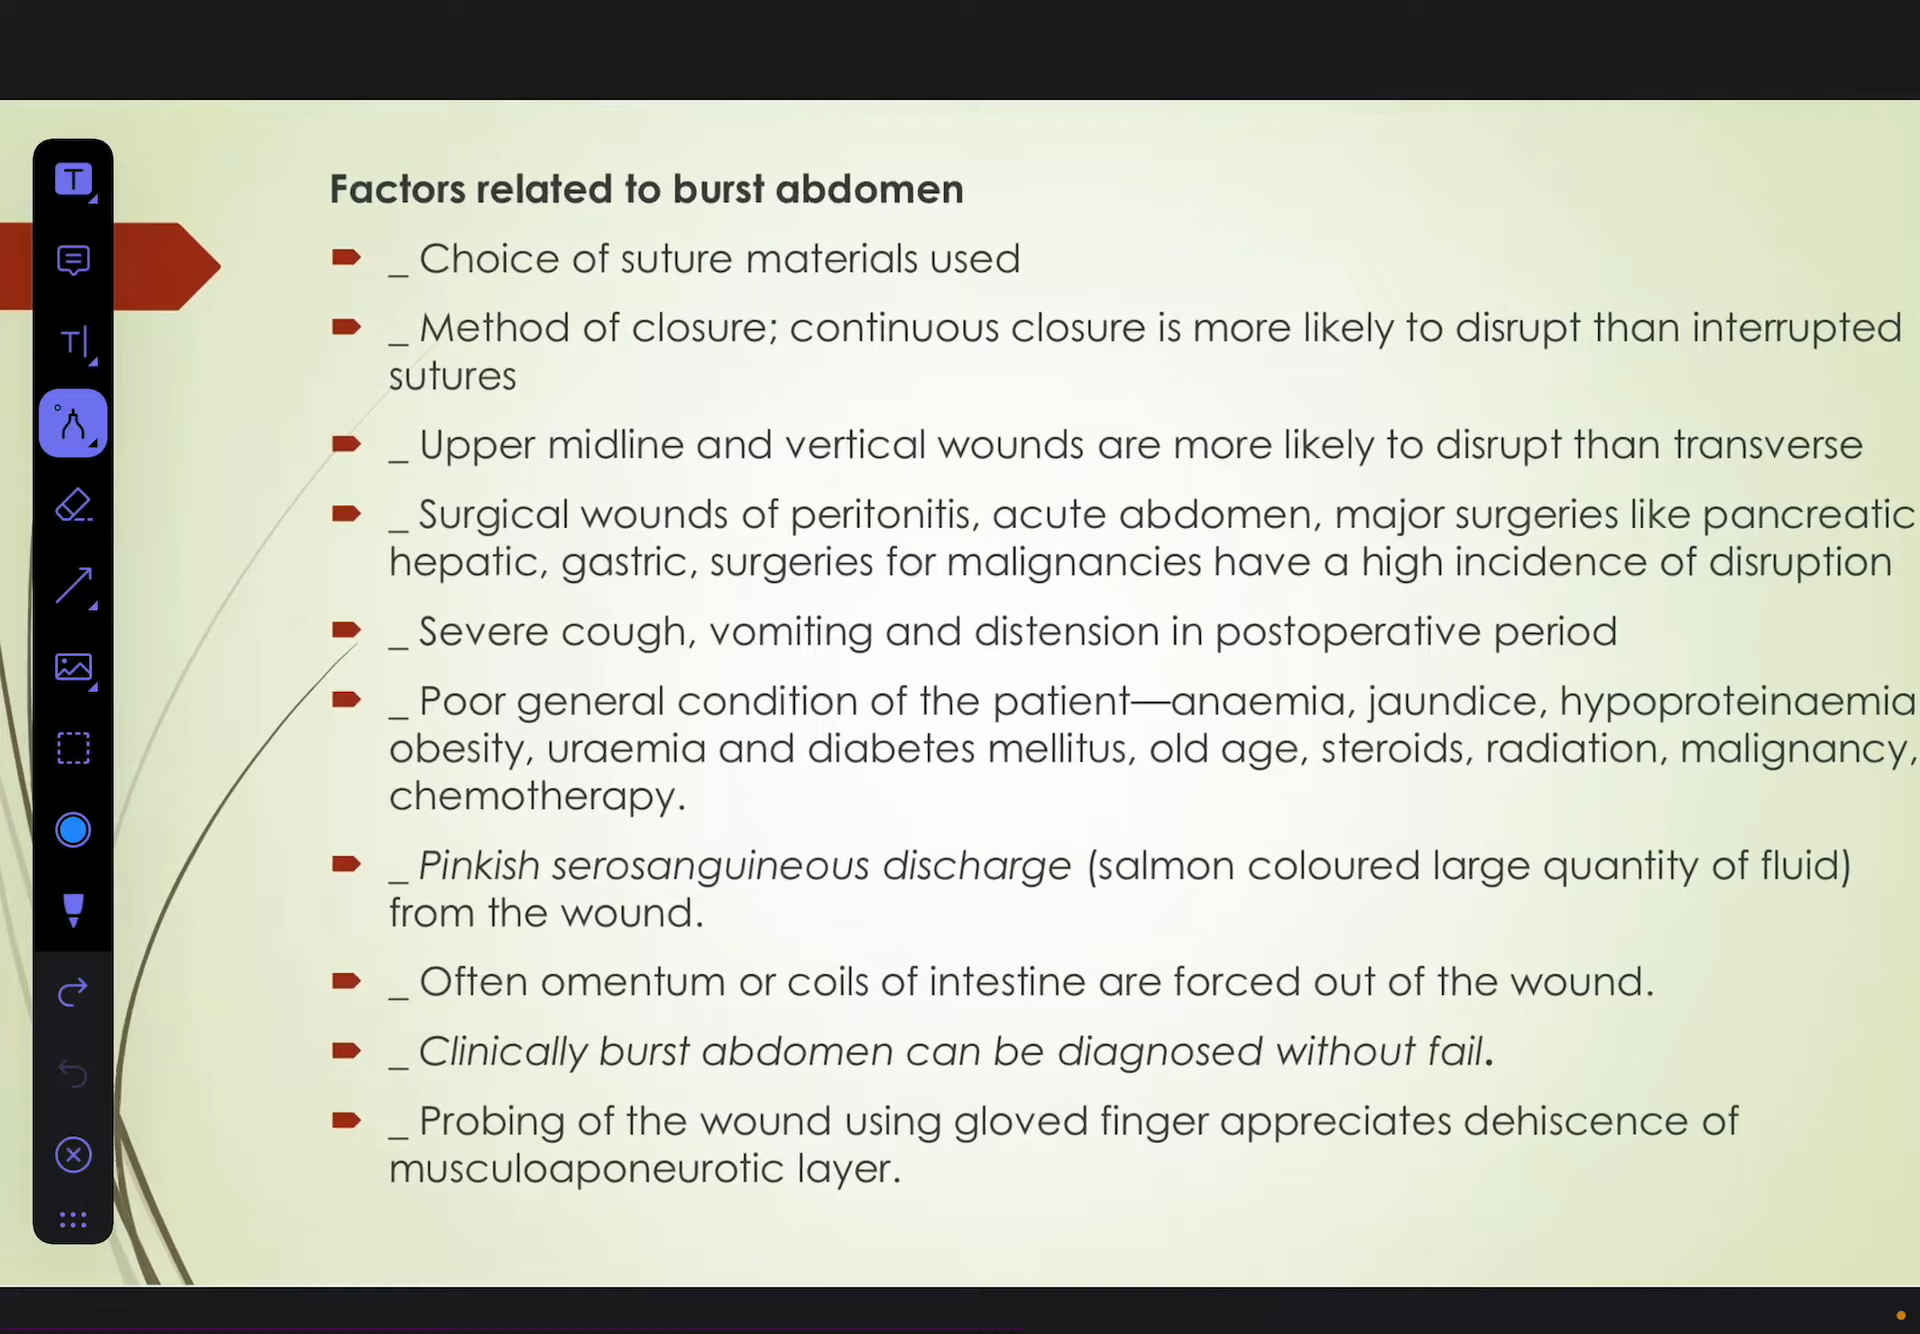 Factors related to burst abdomen
_ Choice of suture materials used
_ Method of closure; continuous closure is more likely to disrupt than interrupted
sutures
_ Upper midline and vertical wounds are more likely to disrupt than transverse
_ Surgical wounds of peritonitis, acute abdomen, major surgeries like pancreatic
hepatic, gastric, surgeries for malignancies have a high incidence of disruption
_ Severe cough, vomiting and distension in postoperative period
_ Poor general condition of the patient—anaemia, jaundice, hypoproteinaemia
obesity, uraemia and diabetes mellitus, old age, steroids, radiation, malignancy,
chemotherapy.
_ Pinkish serosanguineous discharge (salmon coloured large quantity of fluid)
from the wound.
_ Often omentum or coils of intestine are forced out of the wound.
_ Clinically burst abdomen can be diagnosed without fail.
_ Probing of the wound using gloved finger appreciates dehiscence of
musculoaponeurotic layer.